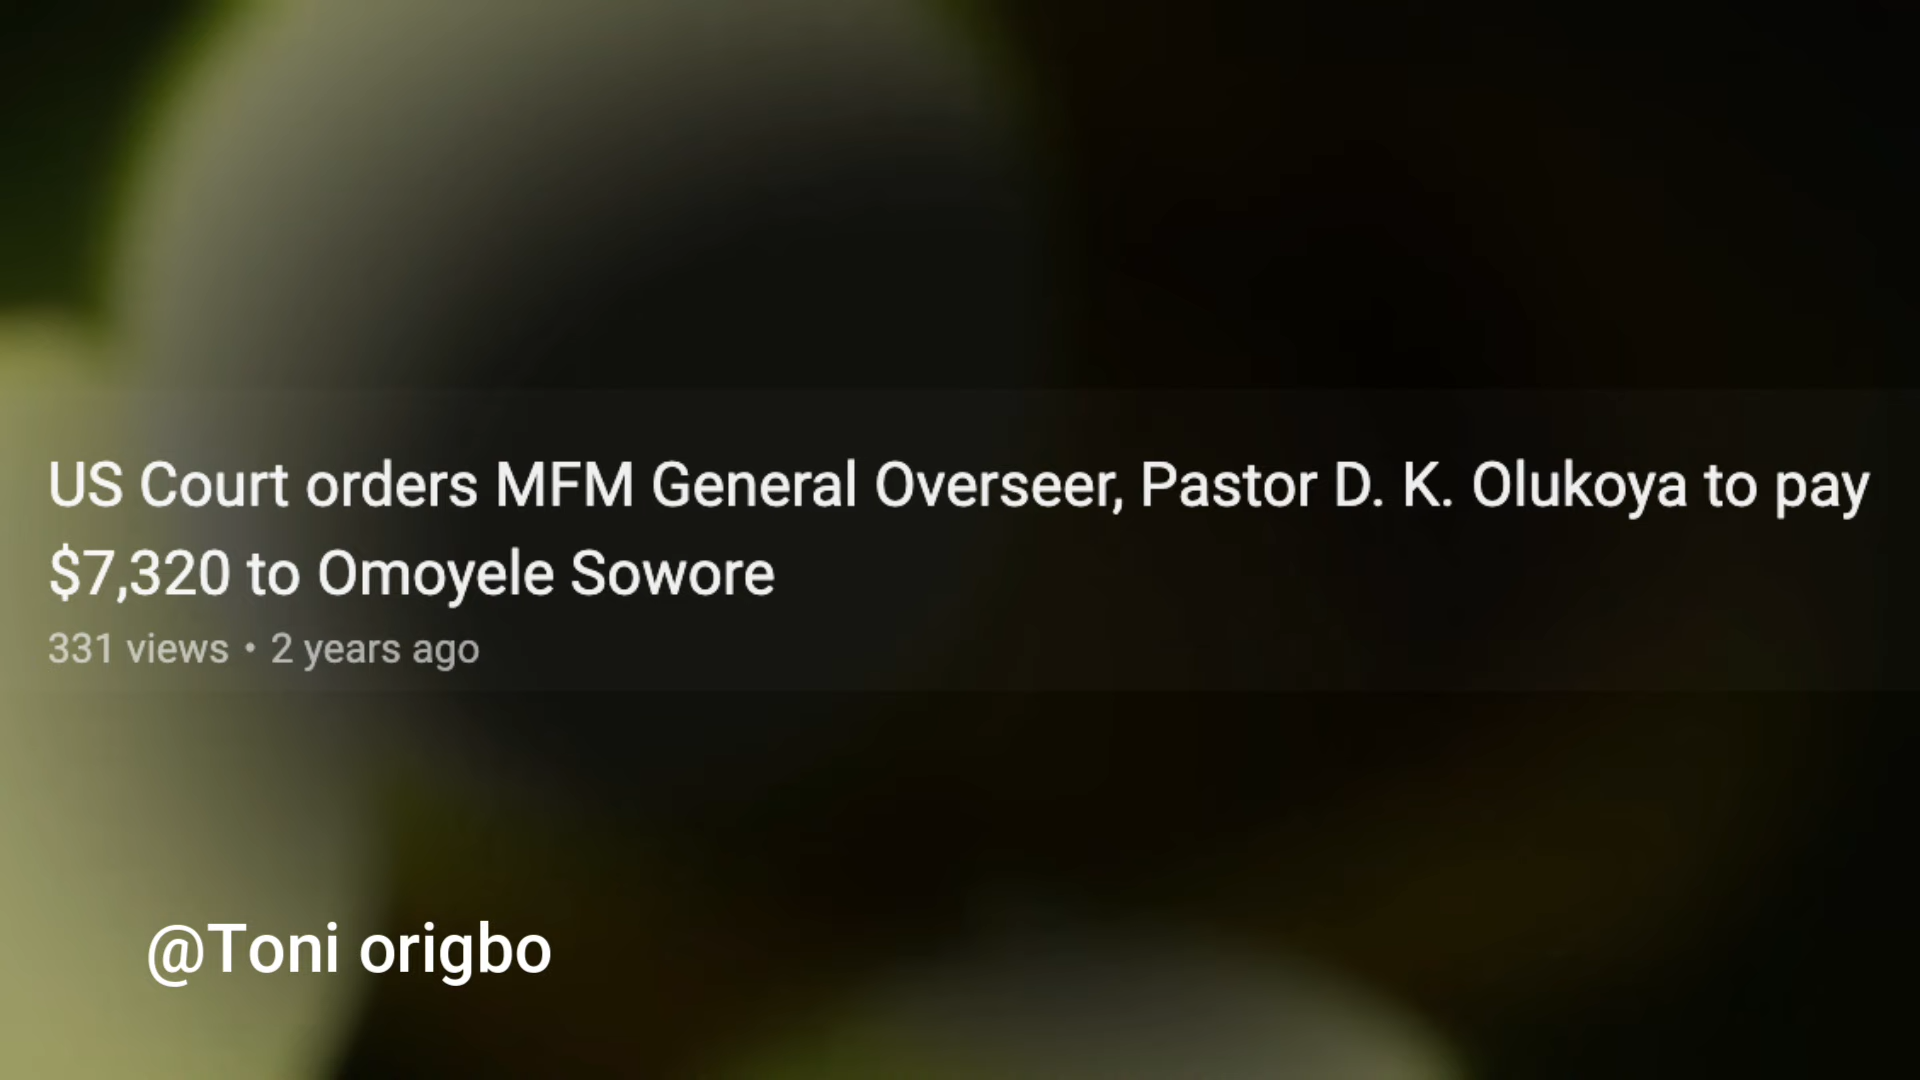 US Court orders MFM General Overseer, Pastor D. K. Olukoya to pay
$7,320 to Omoyele Sowore
331 views • 2 years ago
@Toni origbo